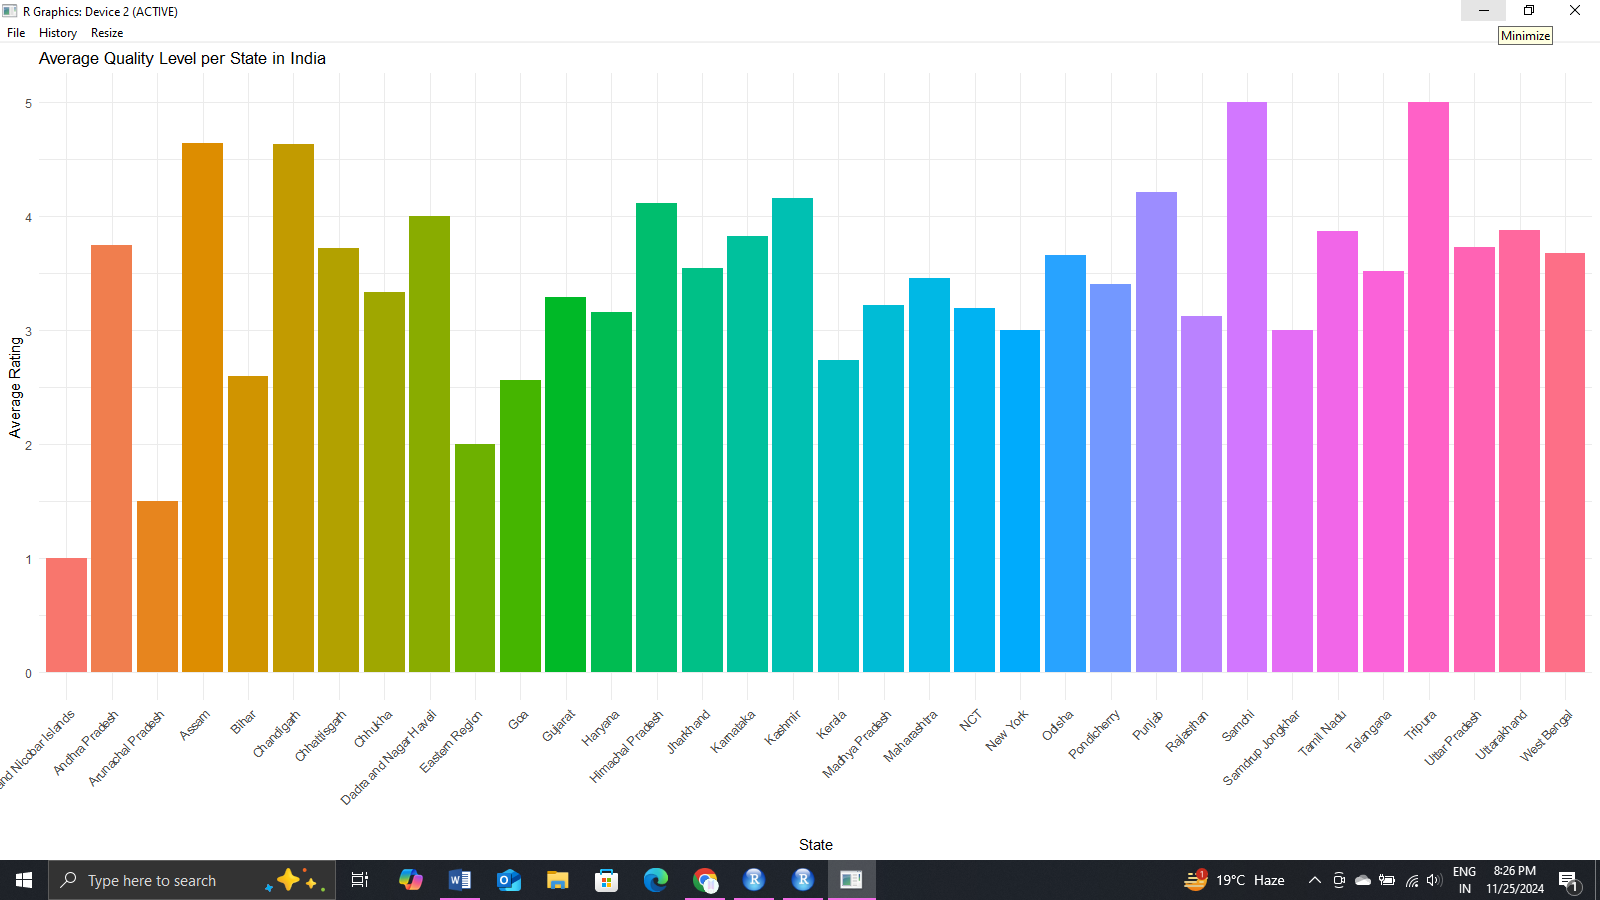 R Graphics: Device 2 (ACTIVE)
File History Resize
Minimize
Average Quality Level per State in India
5
4
3
2
1
0
Average Rating
and Nicobar Islands
Andhra Pradesh
Arunachal Pradesh
Assam
Bihar
Chandigarh
Chhattisgarh
Chhukha
Dadra and Nagar Haveli
Eastern Region
Goa
Gujarat
Haryana
Himachal Pradesh
Jharkhand
Karnataka
Kashmir
Kerala
Madhya Pradesh
Maharashtra
NCT
New York
Odisha
Pondicherry
Punjab
Rajasthan
Samchi
Samdrup Jongkhar
Tamil Nadu
Telangana
Tripura
Uttar Pradesh
Uttarakhand
West Bengal
State
Type here to search
1
19°C Haze
ENG
IN
8:26 PM
11/25/2024
1